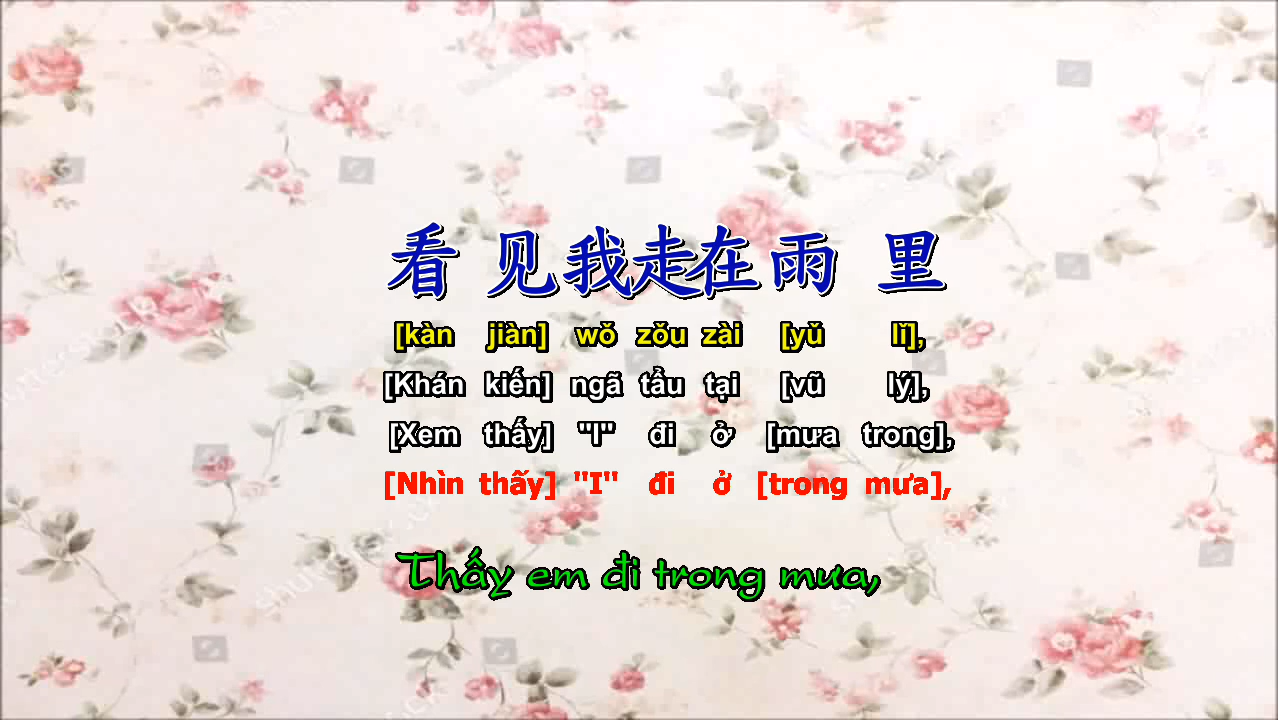 看见我走在雨里
[kàn jiàn] wǒ zǒu zài [yǔ lǐ],
[Khán kiến] ngã tẩu tại [vũ lý],
[Xem thấy] "I" đi ở [mưa trong],
[Nhìn thấy] "I" đi ở [trong mưa],
Thấy em đi trong mưa,